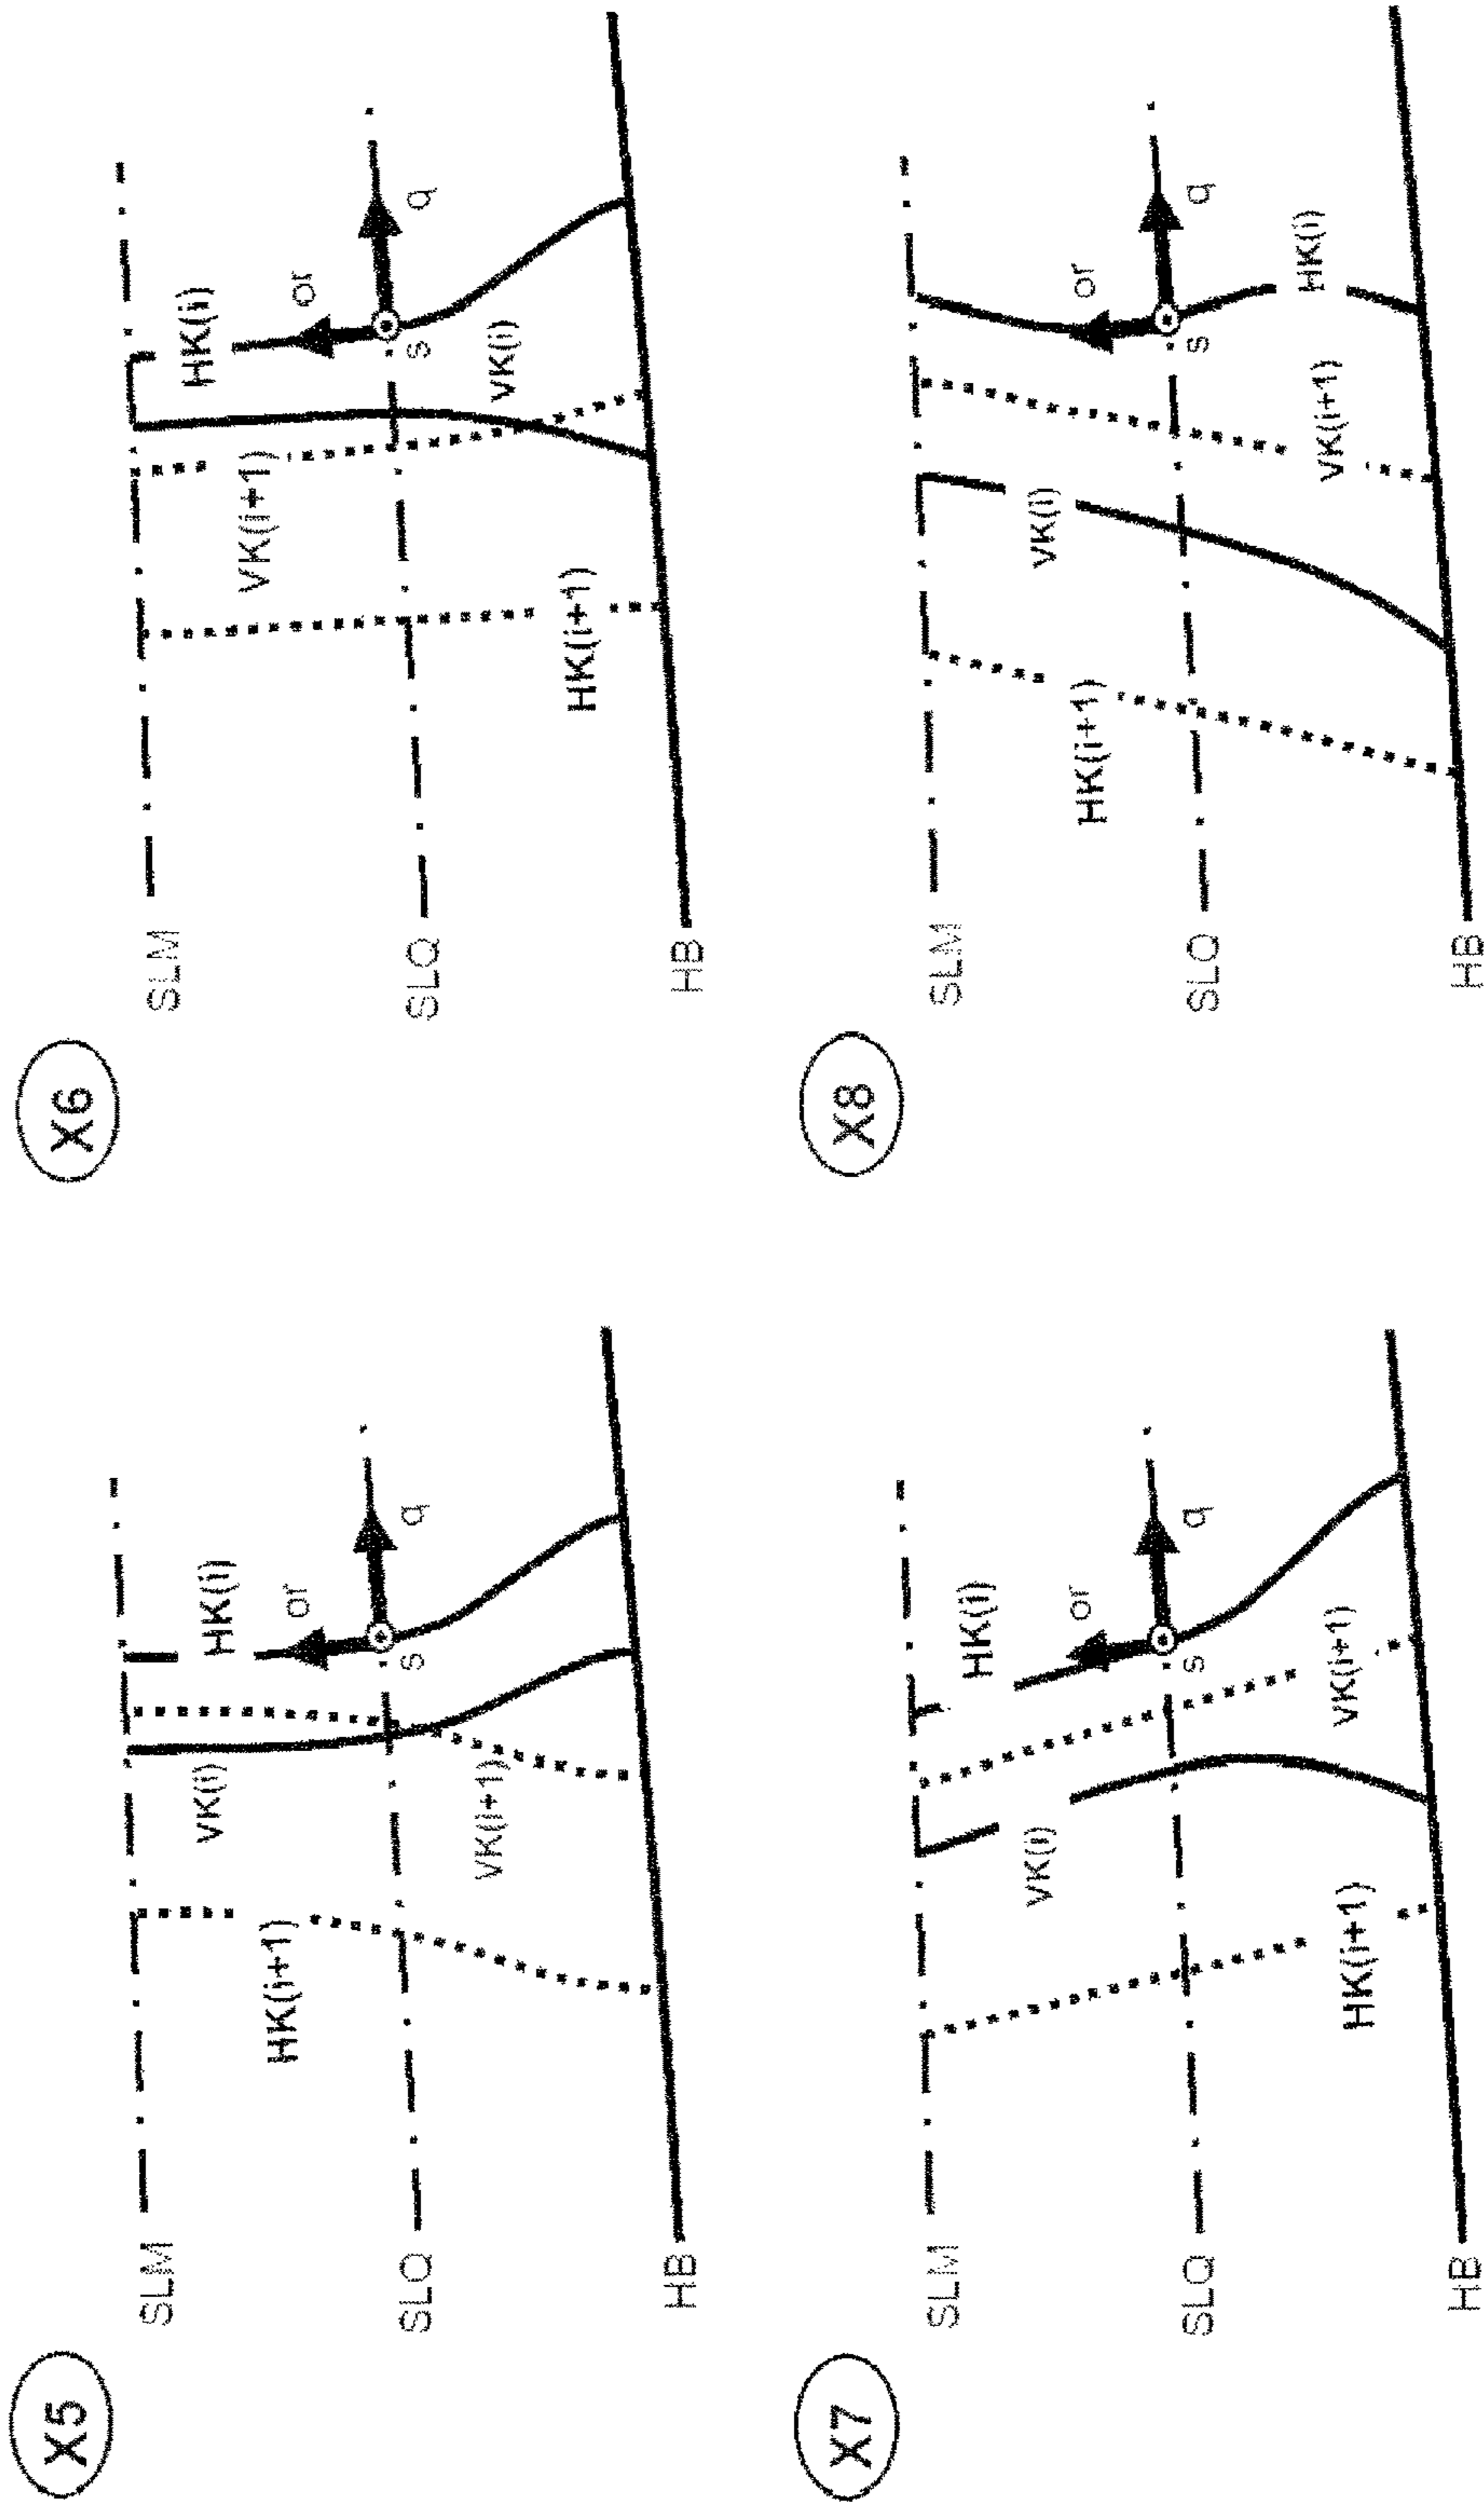 X5
SLM
SLQ
HB
VK(i)
HK(i)
HK(i+1)
VK(i+1)
or
q
s
X6
SLM
SLQ
HB
HK(i)
VK(i+1)
VK(i)
HK(i+1)
or
q
s
X7
SLM
SLQ
HB
HK(i)
VK(i)
VK(i+1)
HK(i+1)
or
q
s
X8
SLM
SLO
HB
VK(i)
HK(i+1)
VK(i+1)
HK(i)
or
q
s